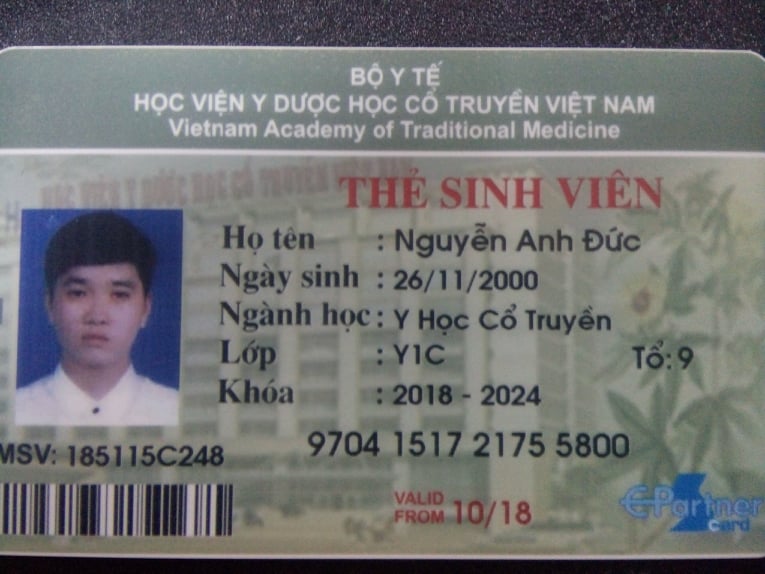 BỘ Y TẾ
HỌC VIỆN Y DƯỢC HỌC CỔ TRUYỀN VIỆT NAM
Vietnam Academy of Traditional Medicine
THẺ SINH VIÊN
Họ tên : Nguyễn Anh Đức
Ngày sinh : 26/11/2000
Ngành học : Y Học Cổ Truyền
Lớp : Y1C Tổ: 9
Khóa : 2018 - 2024
9704 1517 2175 5800
MSV: 185115C248
VALID
FROM 10/18
E-Partner
card